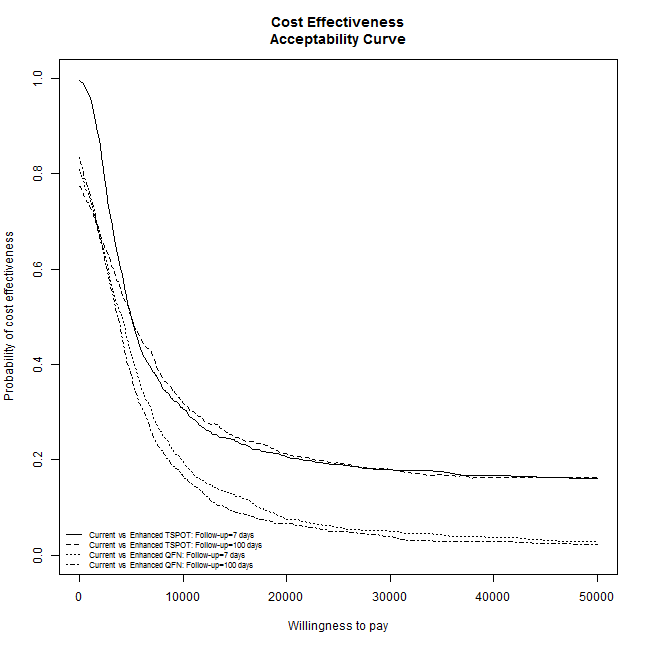 Cost Effectiveness
Acceptability Curve
Probability of cost effectiveness
1.0
0.8
0.6
0.4
0.2
0.0
Current vs Enhanced TSPOT: Follow-up=7 days
Current vs Enhanced TSPOT: Follow-up=100 days
Current vs Enhanced QFN: Follow-up=7 days
Current vs Enhanced QFN: Follow-up=100 days
0 10000 20000 30000 40000 50000
Willingness to pay